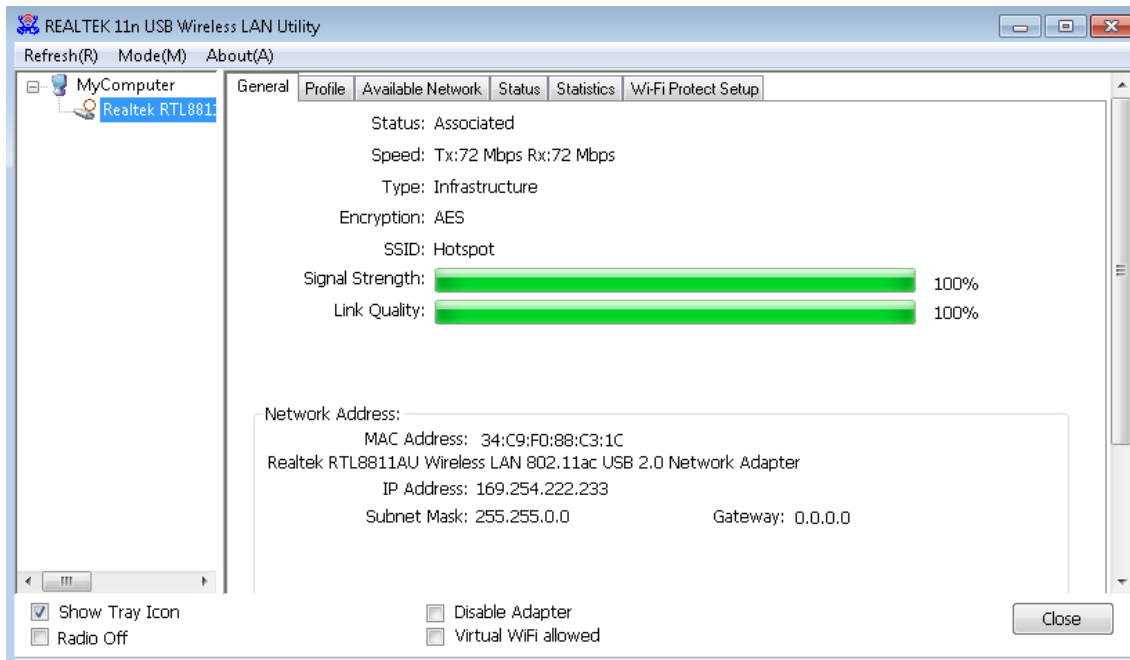 REALTEK 11n USB Wireless LAN Utility
Refresh(R) Mode(M) About(A)
MyComputer
Realtek RTL8811
General Profile Available Network Status Statistics Wi-Fi Protect Setup
Status: Associated
Speed: Tx:72 Mbps Rx:72 Mbps
Type: Infrastructure
Encryption: AES
SSID: Hotspot
Signal Strength: 100%
Link Quality: 100%
Network Address:
MAC Address: 34:C9:F0:88:C3:1C
Realtek RTL8811AU Wireless LAN 802.11ac USB 2.0 Network Adapter
IP Address: 169.254.222.233
Subnet Mask: 255.255.0.0 Gateway: 0.0.0.0
Show Tray Icon
Radio Off
Disable Adapter
Virtual WiFi allowed
Close